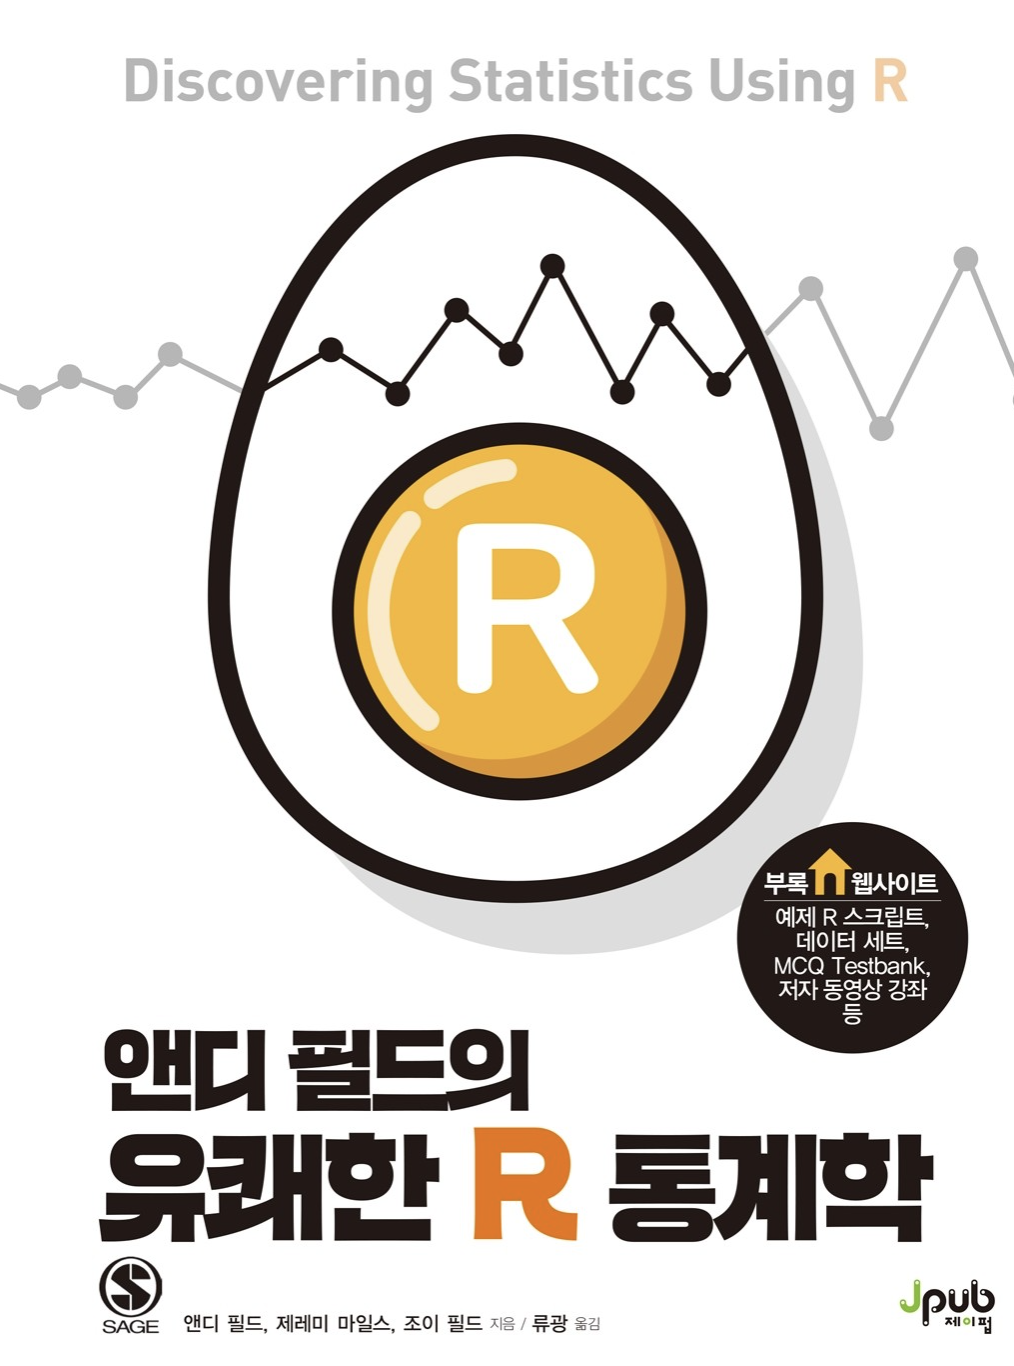 Discovering Statistics Using R
R
부록 웹사이트
예제 R 스크립트,
데이터 세트,
MCQ Testbank,
저자 동영상 강좌
등
앤디 필드의
유쾌한 R 통계학
SAGE
앤디 필드, 제레미 마일스, 조이 필드 지음 / 류광 옮김
Jpub
제이펍